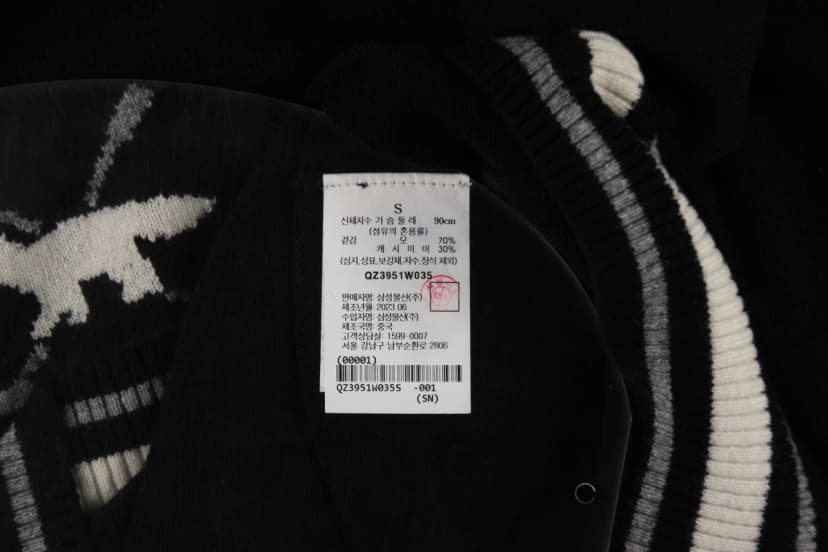 S
신체치수 가 슴 둘 레 90cm
(섬유의 혼용률)
겉감 모 70%
캐 시 미 어 30%
(심지,상표,보강재,자수,장식 제외)
QZ3951W035
판매자명: 삼성물산(주)
제조년월: 2023.06
수입자명: 삼성물산(주)
제조국명: 중국
고객상담실: 1599-0007
서울 강남구 남부순환로 2806
(00001)
QZ3951W035S -001
(SN)